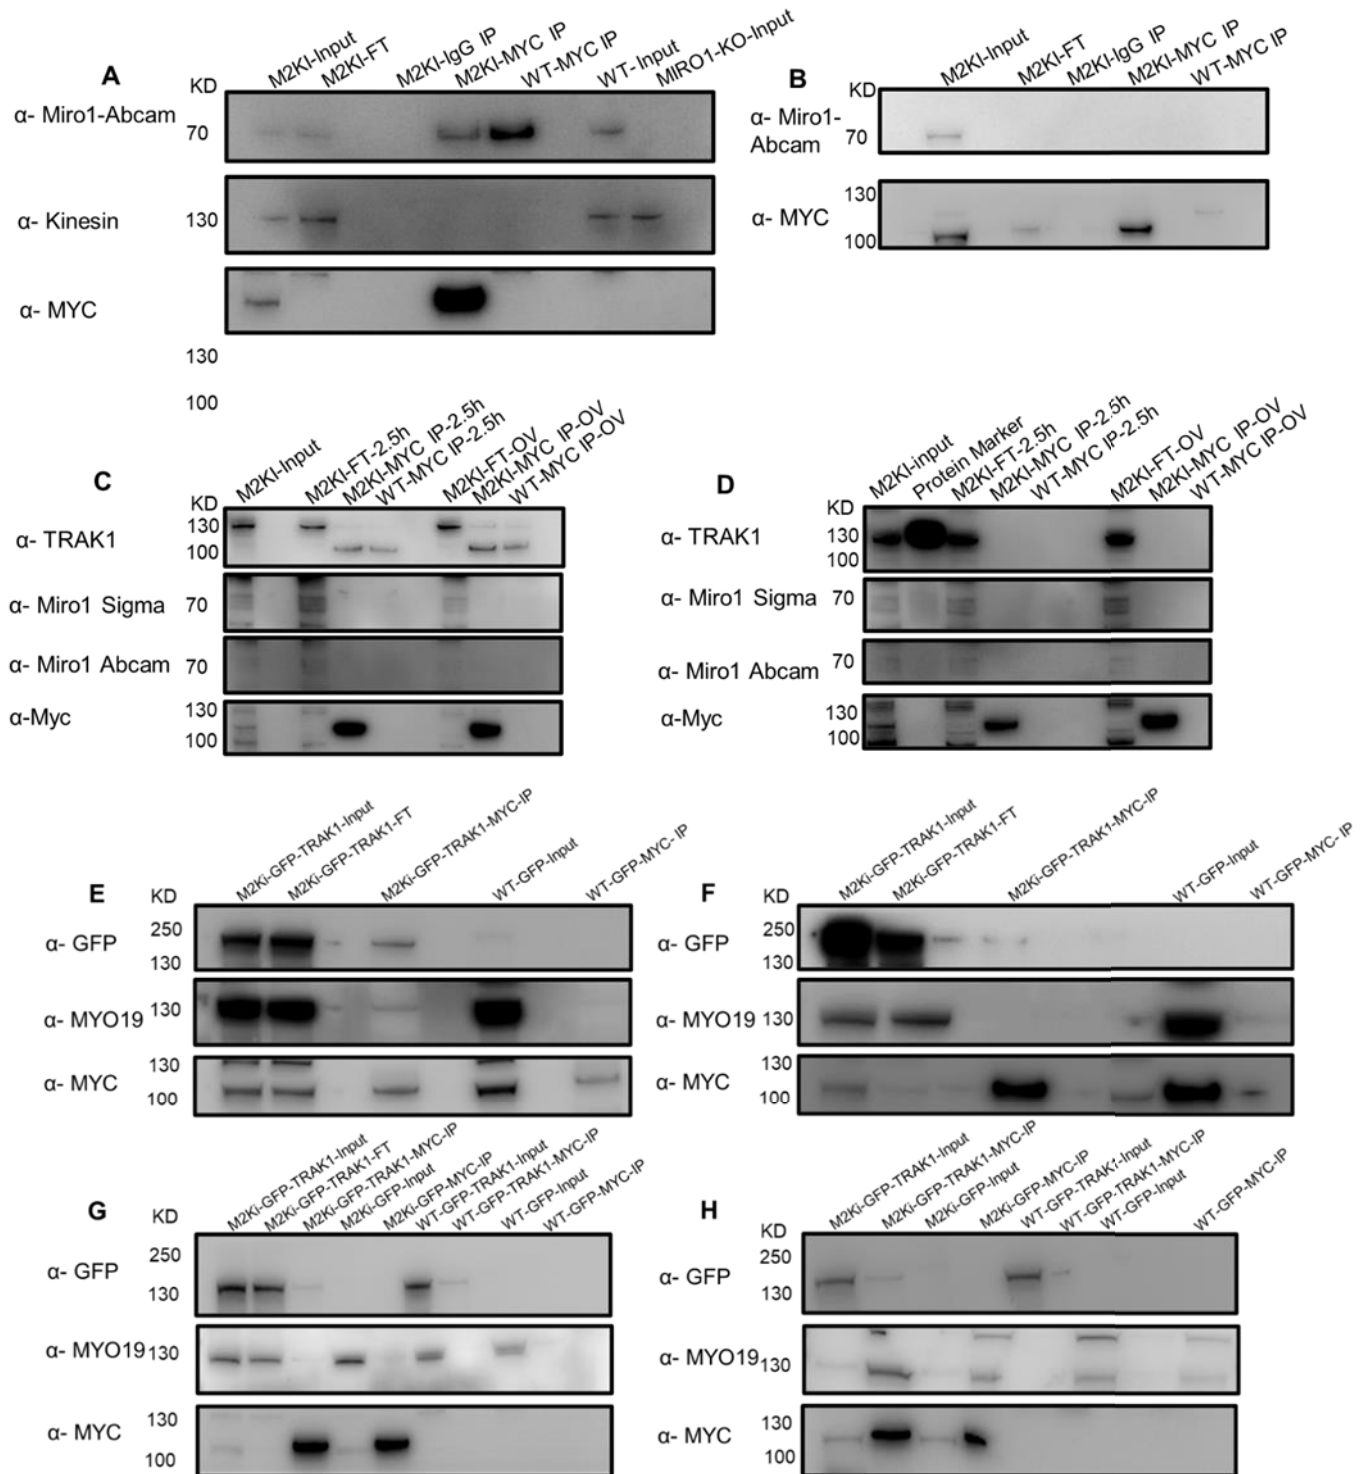 A
KD
M2KI-Input
M2KI-FT
M2KI-IgG IP
M2KI-MYC IP
WT-MYC IP
WT-Input
MIRO1-KO-Input
α- Miro1-Abcam
70
α- Kinesin
130
α- MYC
130
100
B
KD
M2KI-Input
M2KI-FT
M2KI-IgG IP
M2KI-MYC IP
WT-MYC IP
α- Miro1-
Abcam
70
α- MYC
130
100
C
KD
M2KI-Input
M2KI-FT-2.5h
M2KI-MYC IP-2.5h
WT-MYC IP-2.5h
M2KI-FT-OV
M2KI-MYC IP-OV
WT-MYC IP-OV
α- TRAK1
130
100
α- Miro1 Sigma
70
α- Miro1 Abcam
70
α-Myc
130
100
D
KD
M2KI-input
Protein Marker
M2KI-FT-2.5h
M2KI-MYC IP-2.5h
WT-MYC IP-2.5h
M2KI-FT-OV
M2KI-MYC IP-OV
WT-MYC IP-OV
α- TRAK1
130
100
α- Miro1 Sigma
70
α- Miro1 Abcam
70
α-Myc
130
100
E
KD
M2Ki-GFP-TRAK1-Input
M2Ki-GFP-TRAK1-FT
M2Ki-GFP-TRAK1-MYC-IP
WT-GFP-Input
WT-GFP-MYC- IP
α- GFP
250
130
α- MYO19
130
α- MYC
130
100
F
KD
M2Ki-GFP-TRAK1-Input
M2Ki-GFP-TRAK1-FT
M2Ki-GFP-TRAK1-MYC-IP
WT-GFP-Input
WT-GFP-MYC- IP
α- GFP
250
130
α- MYO19
130
α- MYC
130
100
G
KD
M2Ki-GFP-TRAK1-Input
M2Ki-GFP-TRAK1-FT
M2Ki-GFP-TRAK1-MYC-IP
M2Ki-GFP-Input
M2Ki-GFP-MYC-IP
WT-GFP-TRAK1-Input
WT-GFP-TRAK1-MYC-IP
WT-GFP-Input
WT-GFP-MYC-IP
α- GFP
250
130
α- MYO19
130
α- MYC
130
100
H
KD
M2Ki-GFP-TRAK1-Input
M2Ki-GFP-TRAK1-MYC-IP
M2Ki-GFP-Input
M2Ki-GFP-MYC-IP
WT-GFP-TRAK1-Input
WT-GFP-TRAK1-MYC-IP
WT-GFP-Input
WT-GFP-MYC-IP
α- GFP
250
130
α- MYO19
130
α- MYC
130
100